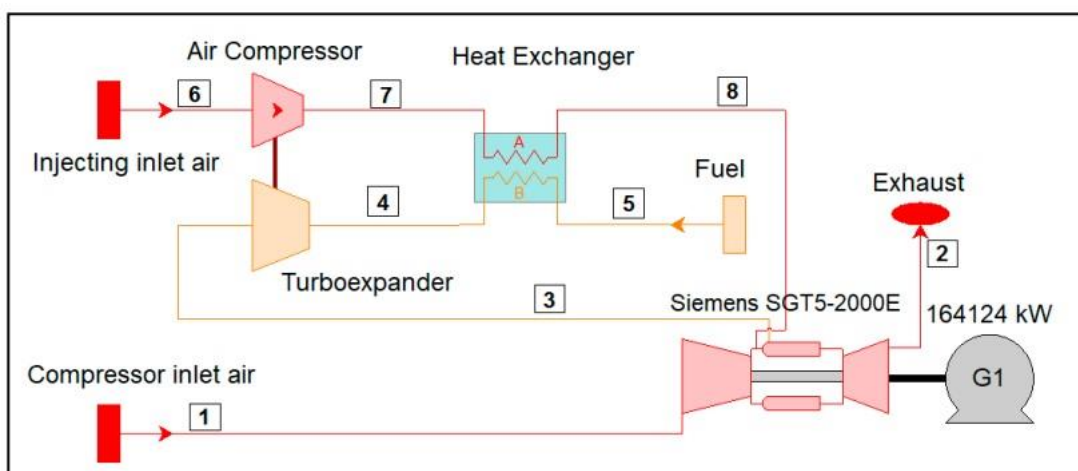 Air Compressor
Heat Exchanger
6
7
8
A
Injecting inlet air
B
Fuel
Exhaust
4
5
2
Turboexpander
3
Siemens SGT5-2000E
164124 kW
Compressor inlet air
G1
1